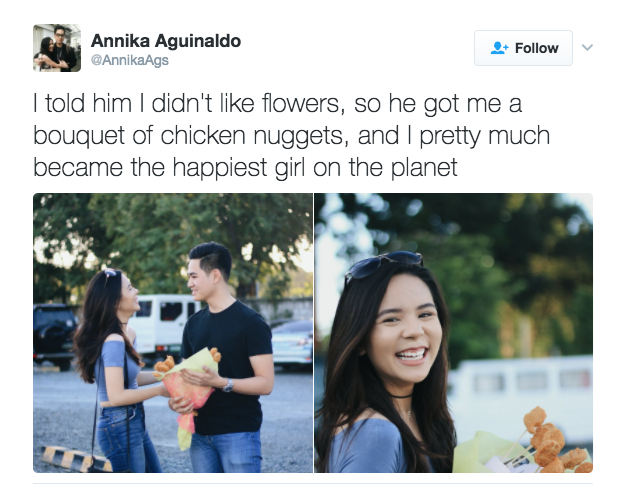 Annika Aguinaldo
@AnnikaAgs
Follow
I told him I didn't like flowers, so he got me a
bouquet of chicken nuggets, and I pretty much
became the happiest girl on the planet